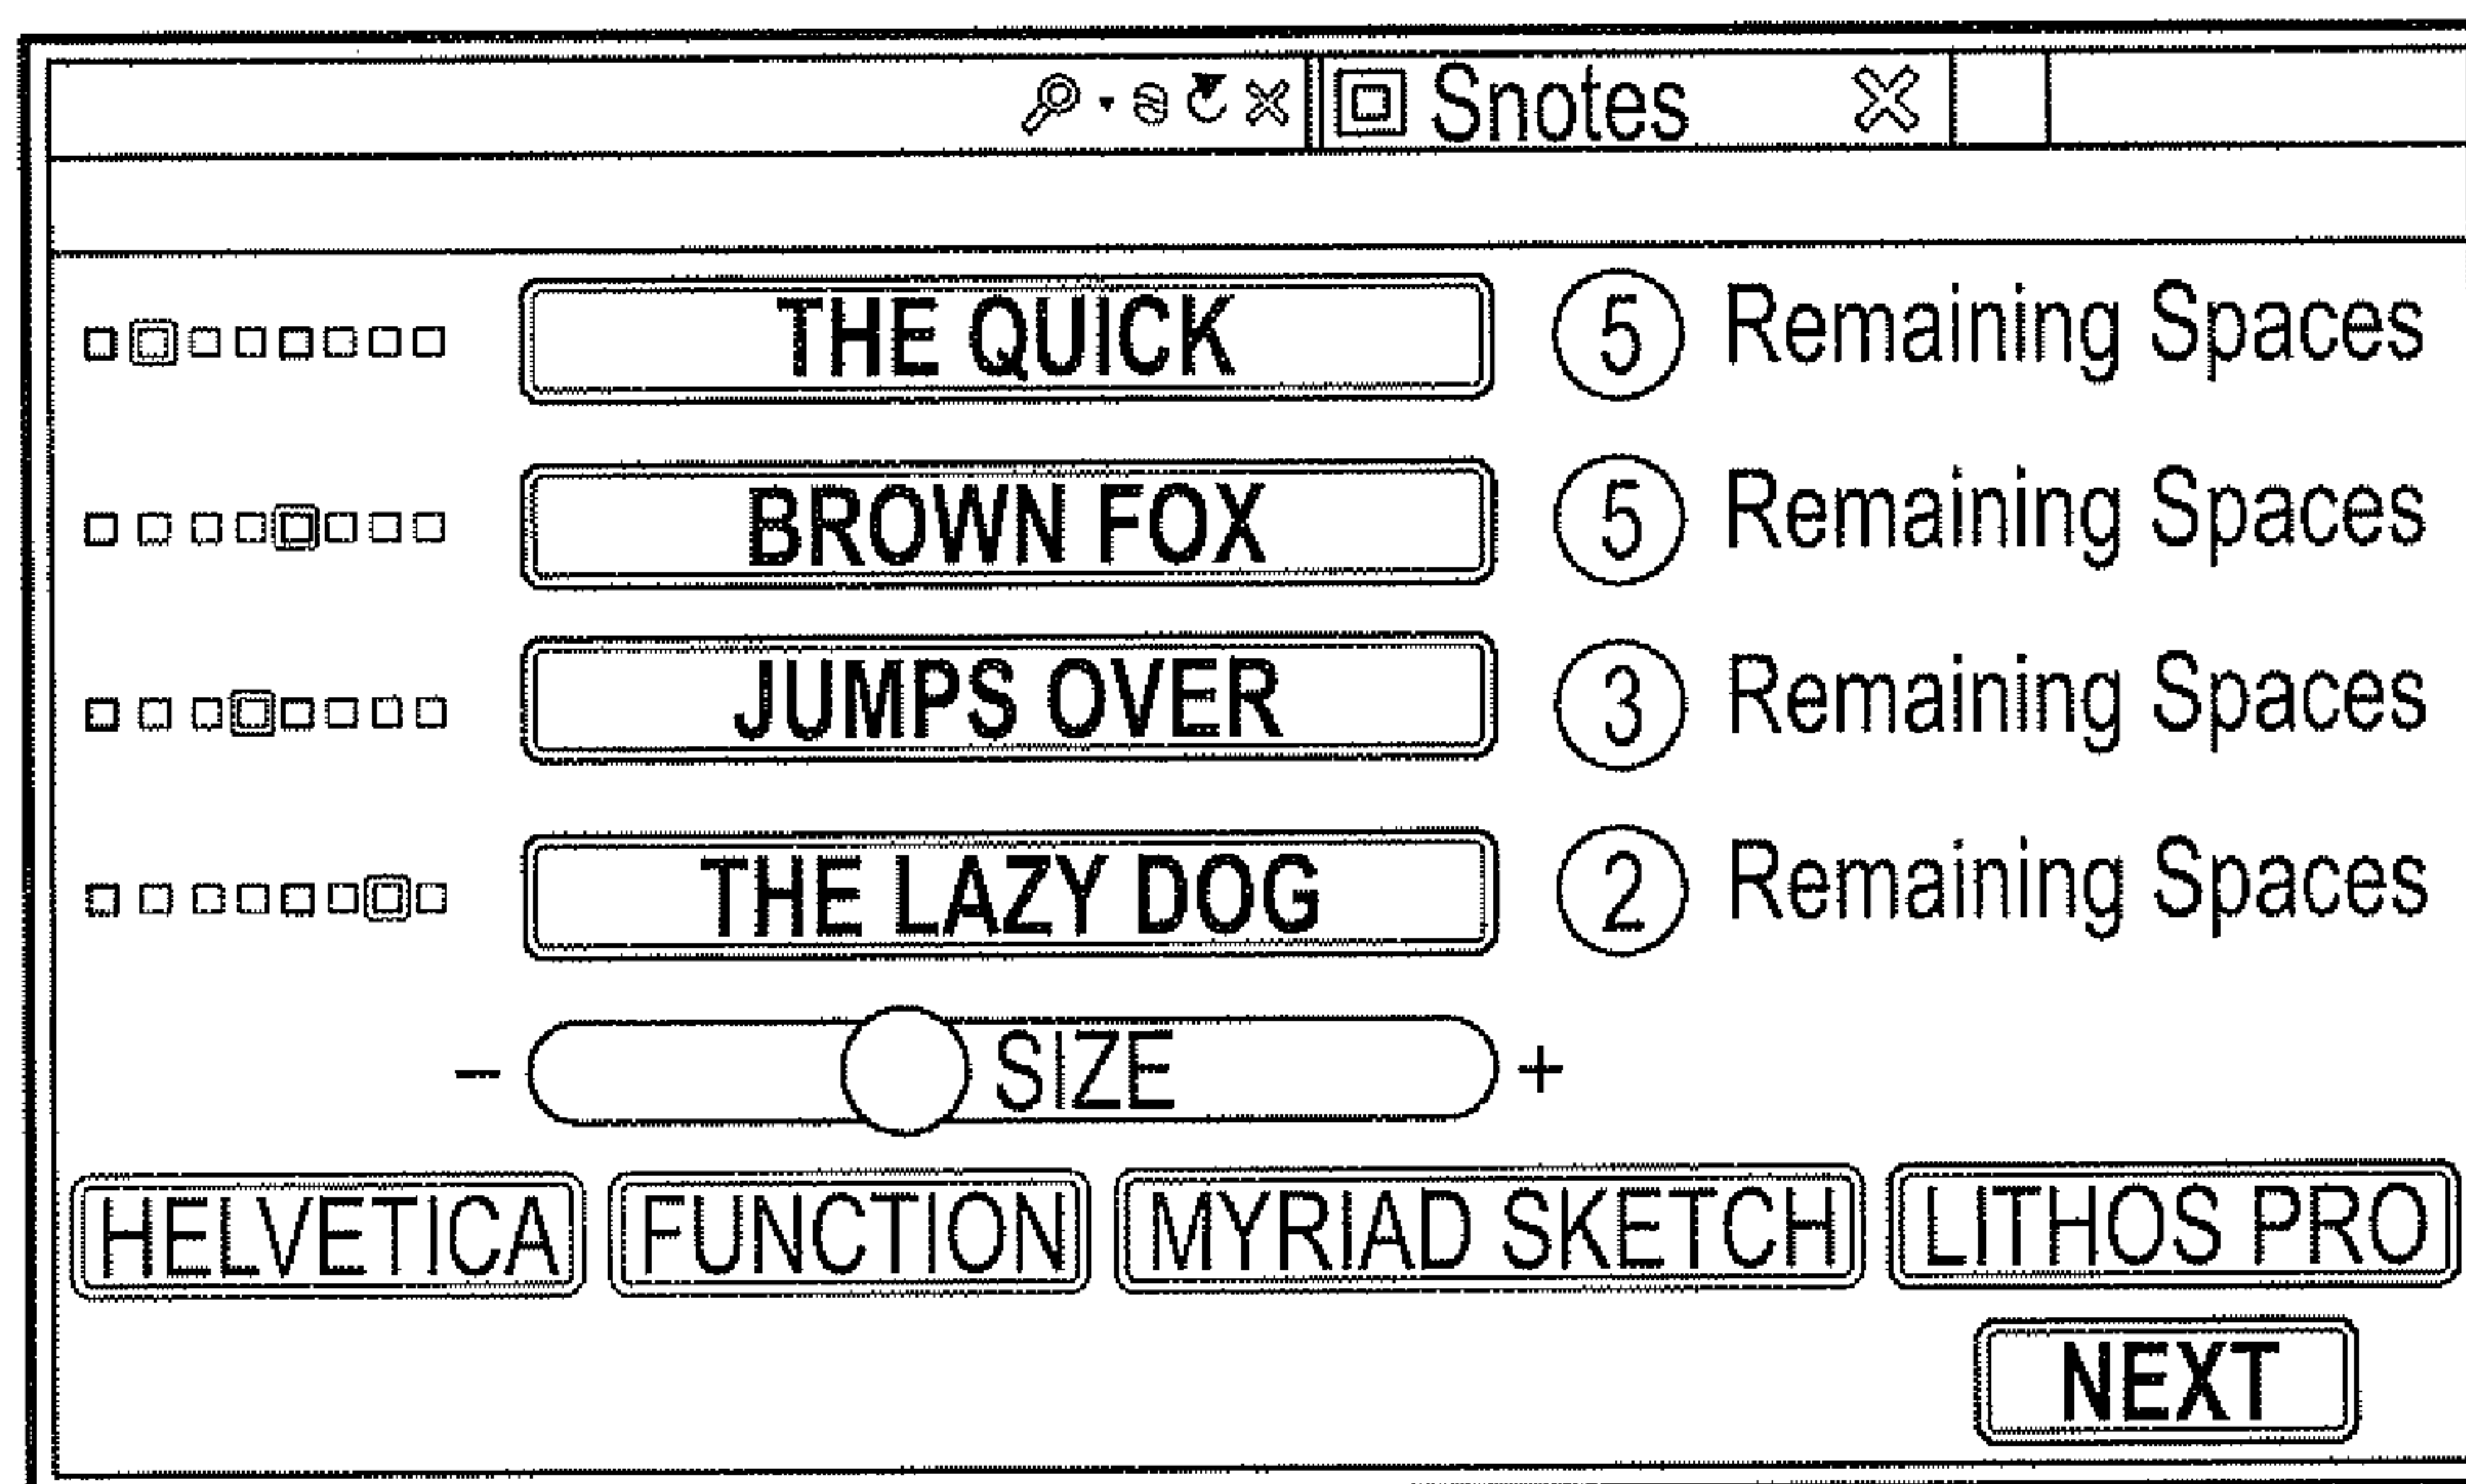 Snotes
THE QUICK 5 Remaining Spaces
BROWN FOX 5 Remaining Spaces
JUMPS OVER 3 Remaining Spaces
THE LAZY DOG 2 Remaining Spaces
- SIZE +
HELVETICA FUNCTION MYRIAD SKETCH LITHOS PRO
NEXT